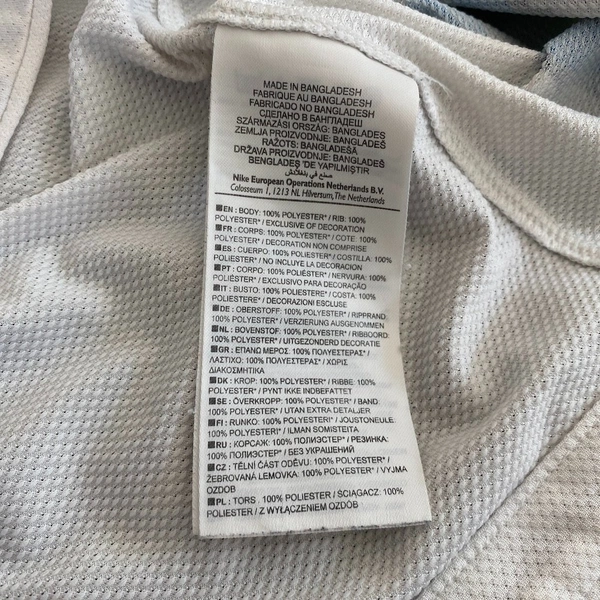 MADE IN BANGLADESH
FABRIQUE AU BANGLADESH
FABRICADO NO BANGLADESH
СДЕЛАНО В БАНГЛАДЕШ
SZÁRMAZÁSI ORSZÁG: BANGLADES
ZEMLJA PROIZVODNJE: BANGLADEŠ
RAŽOTS: BANGLADEŠĀ
DRŽAVA PROIZVODNJE: BANGLADEŠ
BENGLADEŞ 'DE YAPILMIŞTIR
صنع في بنغلادش
Nike European Operations Netherlands B.V.
Colosseum 1, 1213 NL Hilversum, The Netherlands
EN : BODY: 100% POLYESTER* / RIB: 100%
POLYESTER* / EXCLUSIVE OF DECORATION
FR : CORPS: 100% POLYESTER* / COTE: 100%
POLYESTER* / DECORATION NON COMPRISE
ES : CUERPO: 100% POLIESTER* / COSTILLA: 100%
POLIESTER* / NO INCLUYE LA DECORACION
PT : CORPO: 100% POLIÉSTER* / NERVURA: 100%
POLIÉSTER* / EXCLUSIVO PARA DECORAÇÃO
IT : BUSTO: 100% POLIESTERE* / COSTA: 100%
POLIESTERE* / DECORAZIONI ESCLUSE
DE : OBERSTOFF: 100% POLYESTER* / RIPPRAND:
100% POLYESTER* / VERZIERUNG AUSGENOMMEN
NL : BOVENSTOF: 100% POLYESTER* / RIBBOORD:
100% POLYESTER* / UITGEZONDERD DECORATIE
GR : ΕΠΑΝΩ ΜΕΡΟΣ: 100% ΠΟΛΥΕΣΤΕΡΑΣ* /
ΛΑΣΤΙΧΟ: 100% ΠΟΛΥΕΣΤΕΡΑΣ* / ΧΩΡΙΣ
ΔΙΑΚΟΣΜΗΤΙΚΑ
DK : KROP: 100% POLYESTER* / RIBBE: 100%
POLYESTER* / PYNT IKKE INDBEFATTET
SE : ÖVERKROPP: 100% POLYESTER* / BAND:
100% POLYESTER* / UTAN EXTRA DETALJER
FI : RUNKO: 100% POLYESTERI* / JOUSTONEULE:
100% POLYESTERI* / ILMAN SOMISTEITA
RU : КОРСАЖ: 100% ПОЛИЭСТЕР* / РЕЗИНКА:
100% ПОЛИЭСТЕР* / БЕЗ УКРАШЕНИЙ
CZ : TĚLNÍ ČÁST ODĚVU: 100% POLYESTER* /
ŽEBROVANÁ LEMOVKA: 100% POLYESTER* / VYJMA
OZDOB
PL : TORS . 100% POLIESTER / ŚCIĄGACZ: 100%
POLIESTER / Z WYŁĄCZENIEM OZDÓB